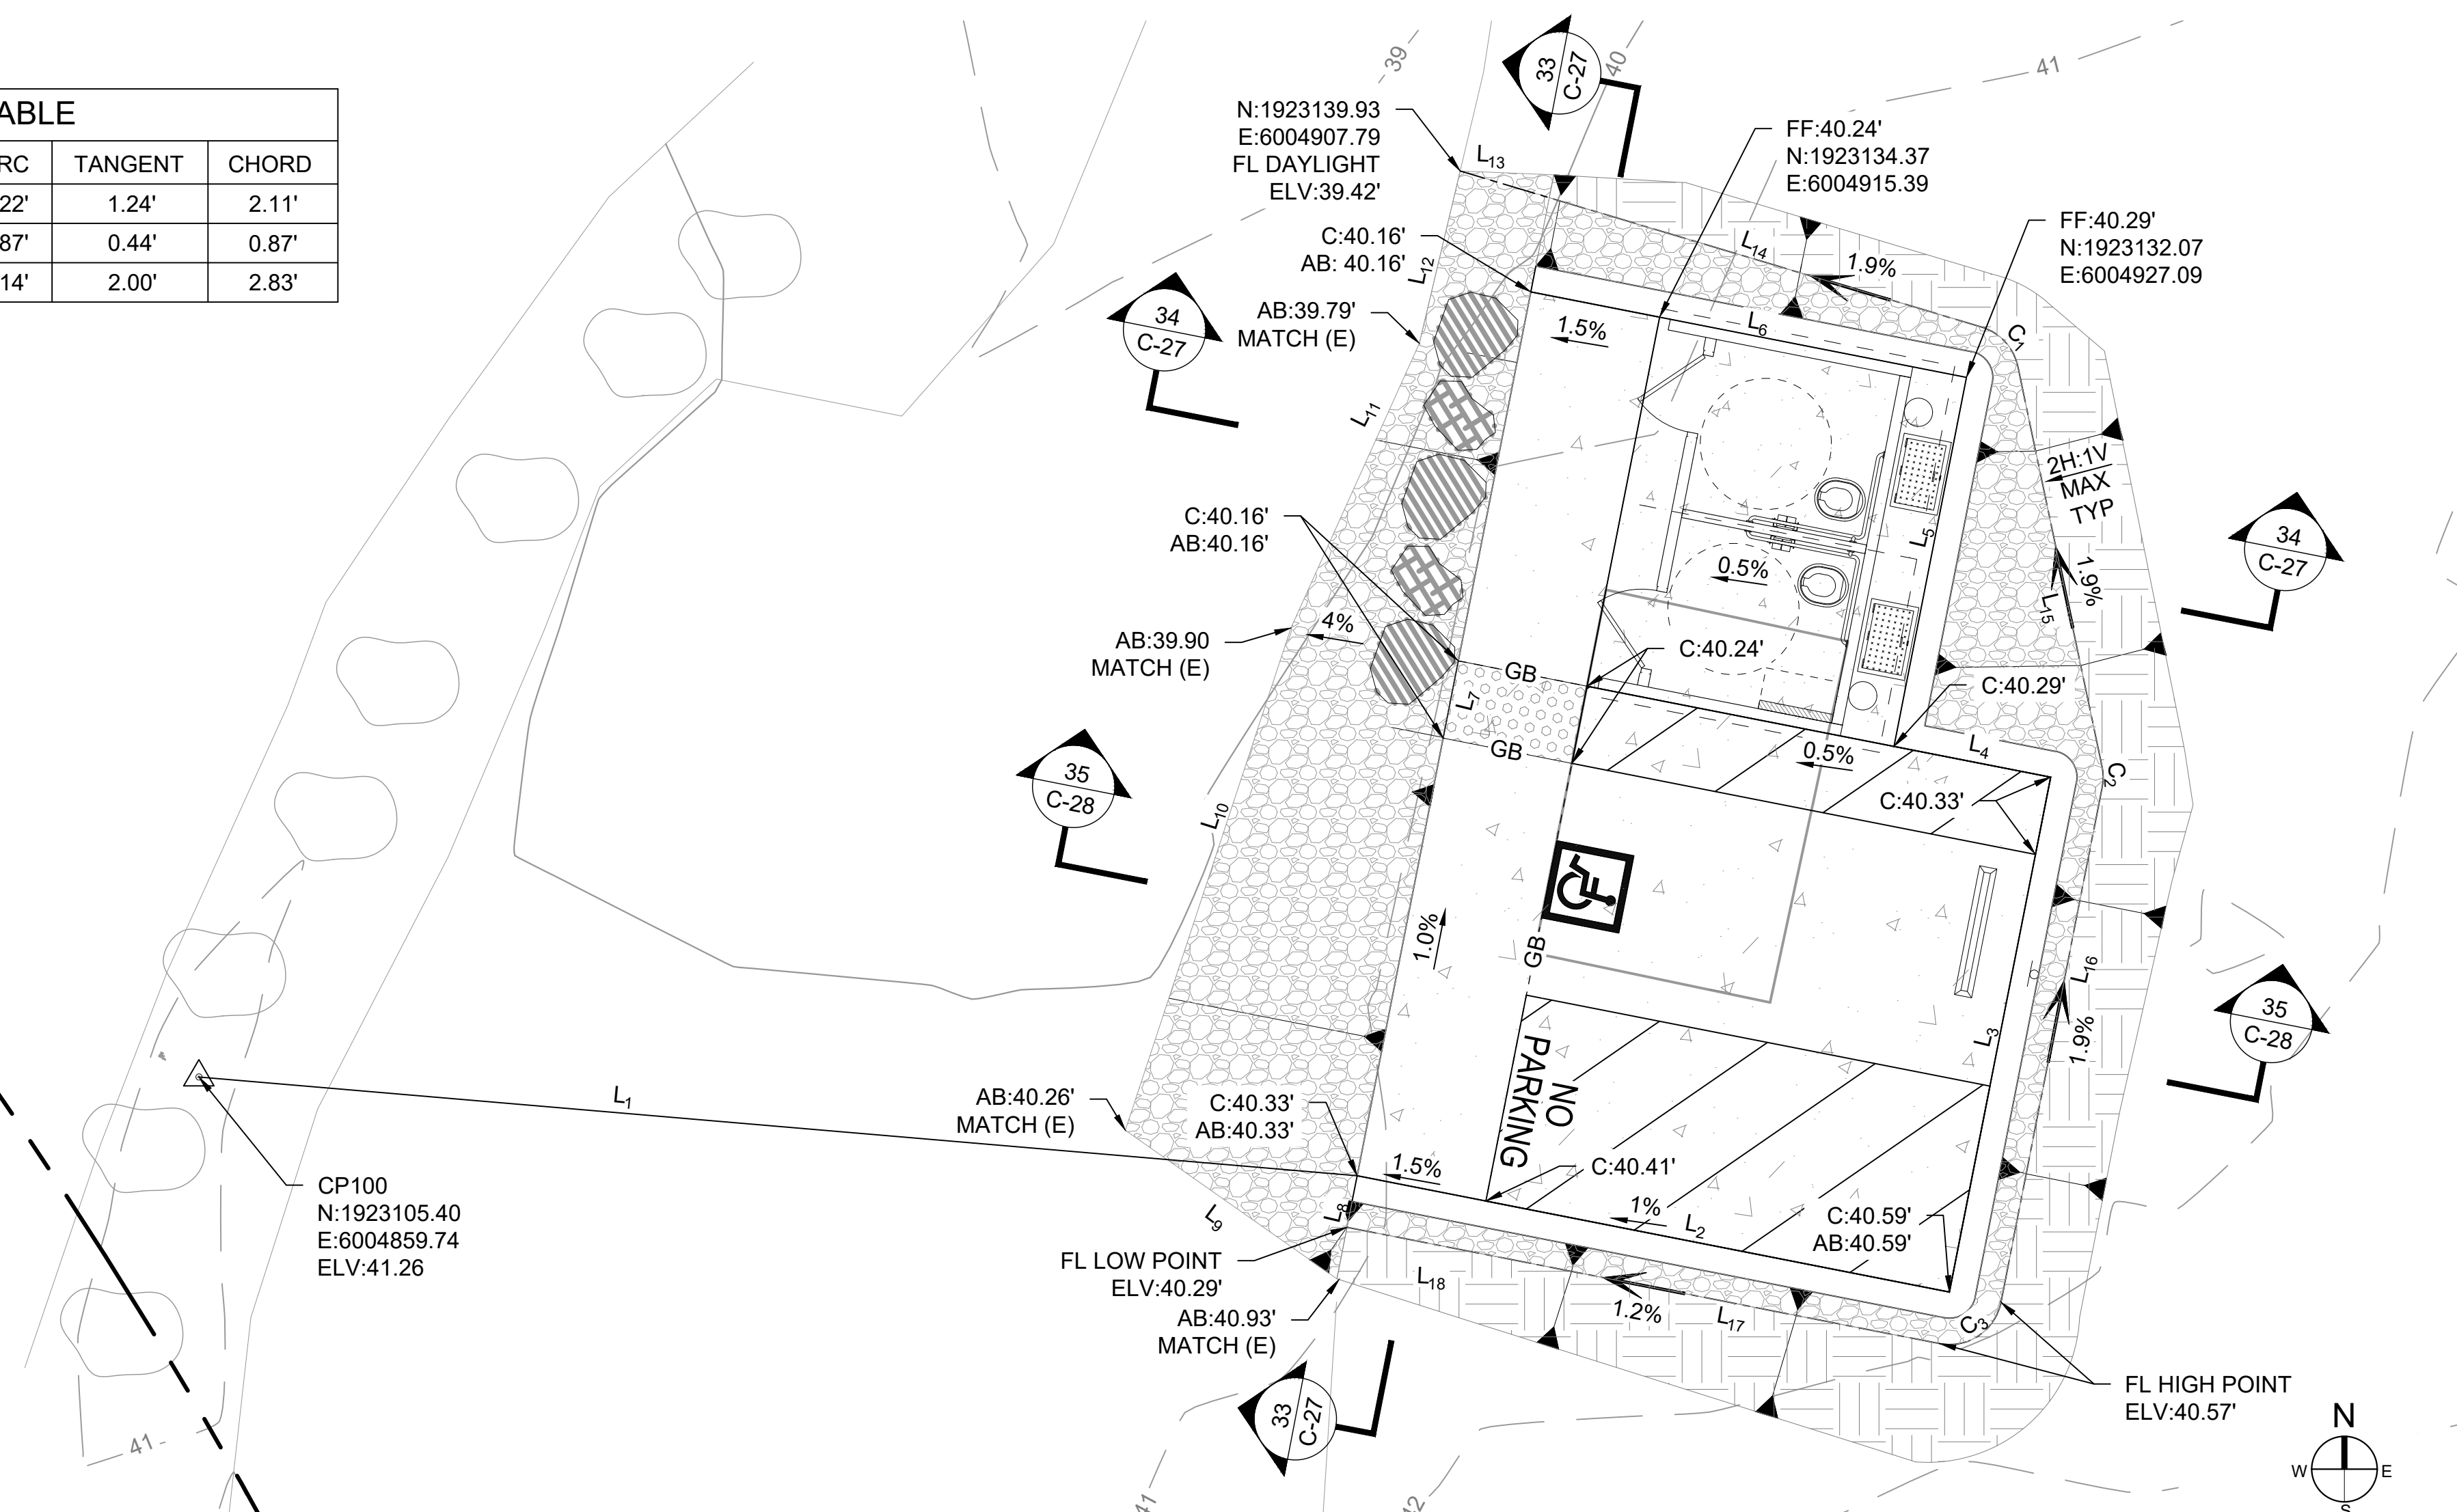 ABLE
RC TANGENT CHORD
22' 1.24' 2.11'
87' 0.44' 0.87'
14' 2.00' 2.83'
39
40
41
33
C-27
N:1923139.93
E:6004907.79
FL DAYLIGHT
ELV:39.42'
L13
FF:40.24'
N:1923134.37
E:6004915.39
FF:40.29'
N:1923132.07
E:6004927.09
C:40.16'
AB: 40.16'
L12
L14
1.9%
34
C-27
AB:39.79'
MATCH (E)
1.5%
L6
C1
L11
2H:1V
MAX
TYP
C:40.16'
AB:40.16'
L5
34
C-27
0.5%
1.9%
L15
4%
AB:39.90
MATCH (E)
C:40.24'
GB
C:40.29'
L7
GB
0.5%
L4
C2
35
C-28
C:40.33'
L10
1.0%
GB
L16
35
C-28
1.9%
L3
NO
PARKING
L1
AB:40.26'
MATCH (E)
C:40.33'
AB:40.33'
1.5%
C:40.41'
CP100
N:1923105.40
E:6004859.74
ELV:41.26
L9
L8
1%
L2
C:40.59'
AB:40.59'
FL LOW POINT
ELV:40.29'
L18
1.2%
L17
C3
AB:40.93'
MATCH (E)
FL HIGH POINT
ELV:40.57'
33
C-27
41
41
42
N
W E
S